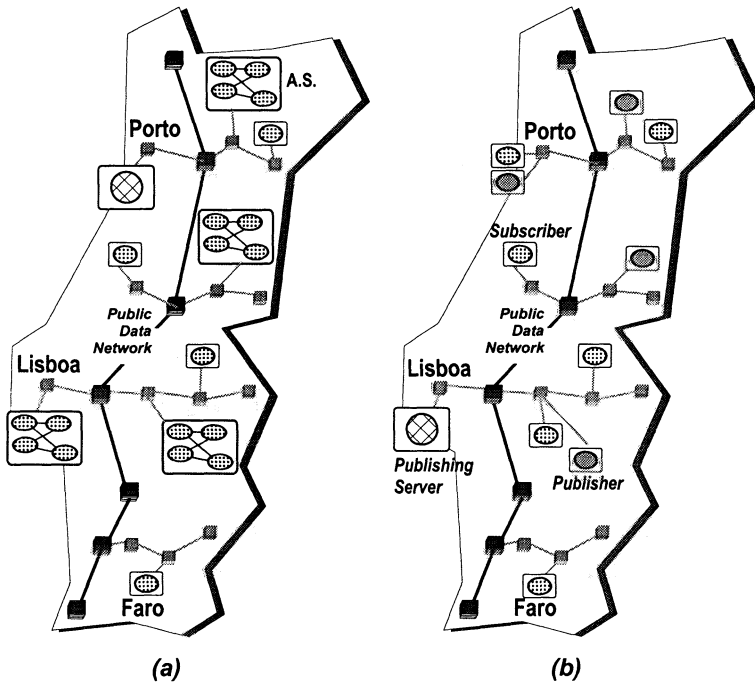 A.S.
Porto
Public
Data
Network
Lisboa
Faro
(a)
Porto
Subscriber
Public
Data
Network
Lisboa
Publishing
Server
Publisher
Faro
(b)